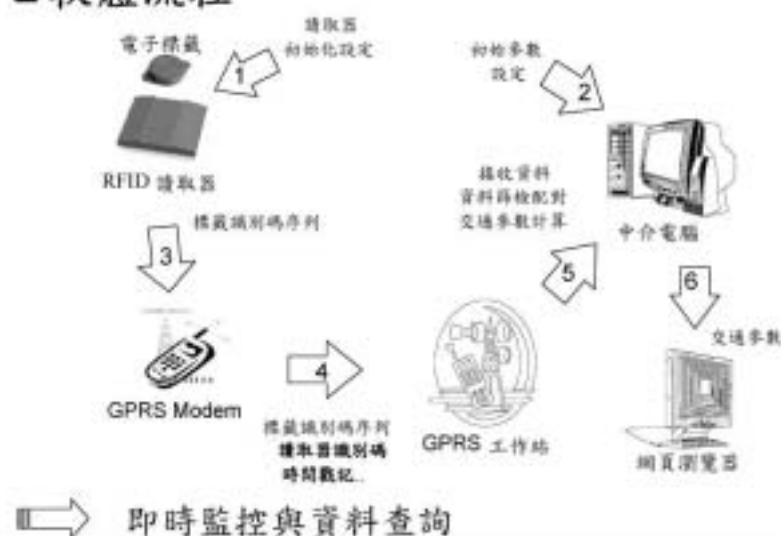 軟體流程
電子標籤
讀取器
初始化設定
1
初始參數
設定
2
RFID 讀取器
接收資料
資料篩檢配對
交通參數計算
中介電腦
標籤識別碼序列
3
5
6
交通參數
GPRS Modem
4
標籤識別碼序列
讀取器識別碼
時間戳記..
GPRS 工作站
網頁瀏覽器
即時監控與資料查詢